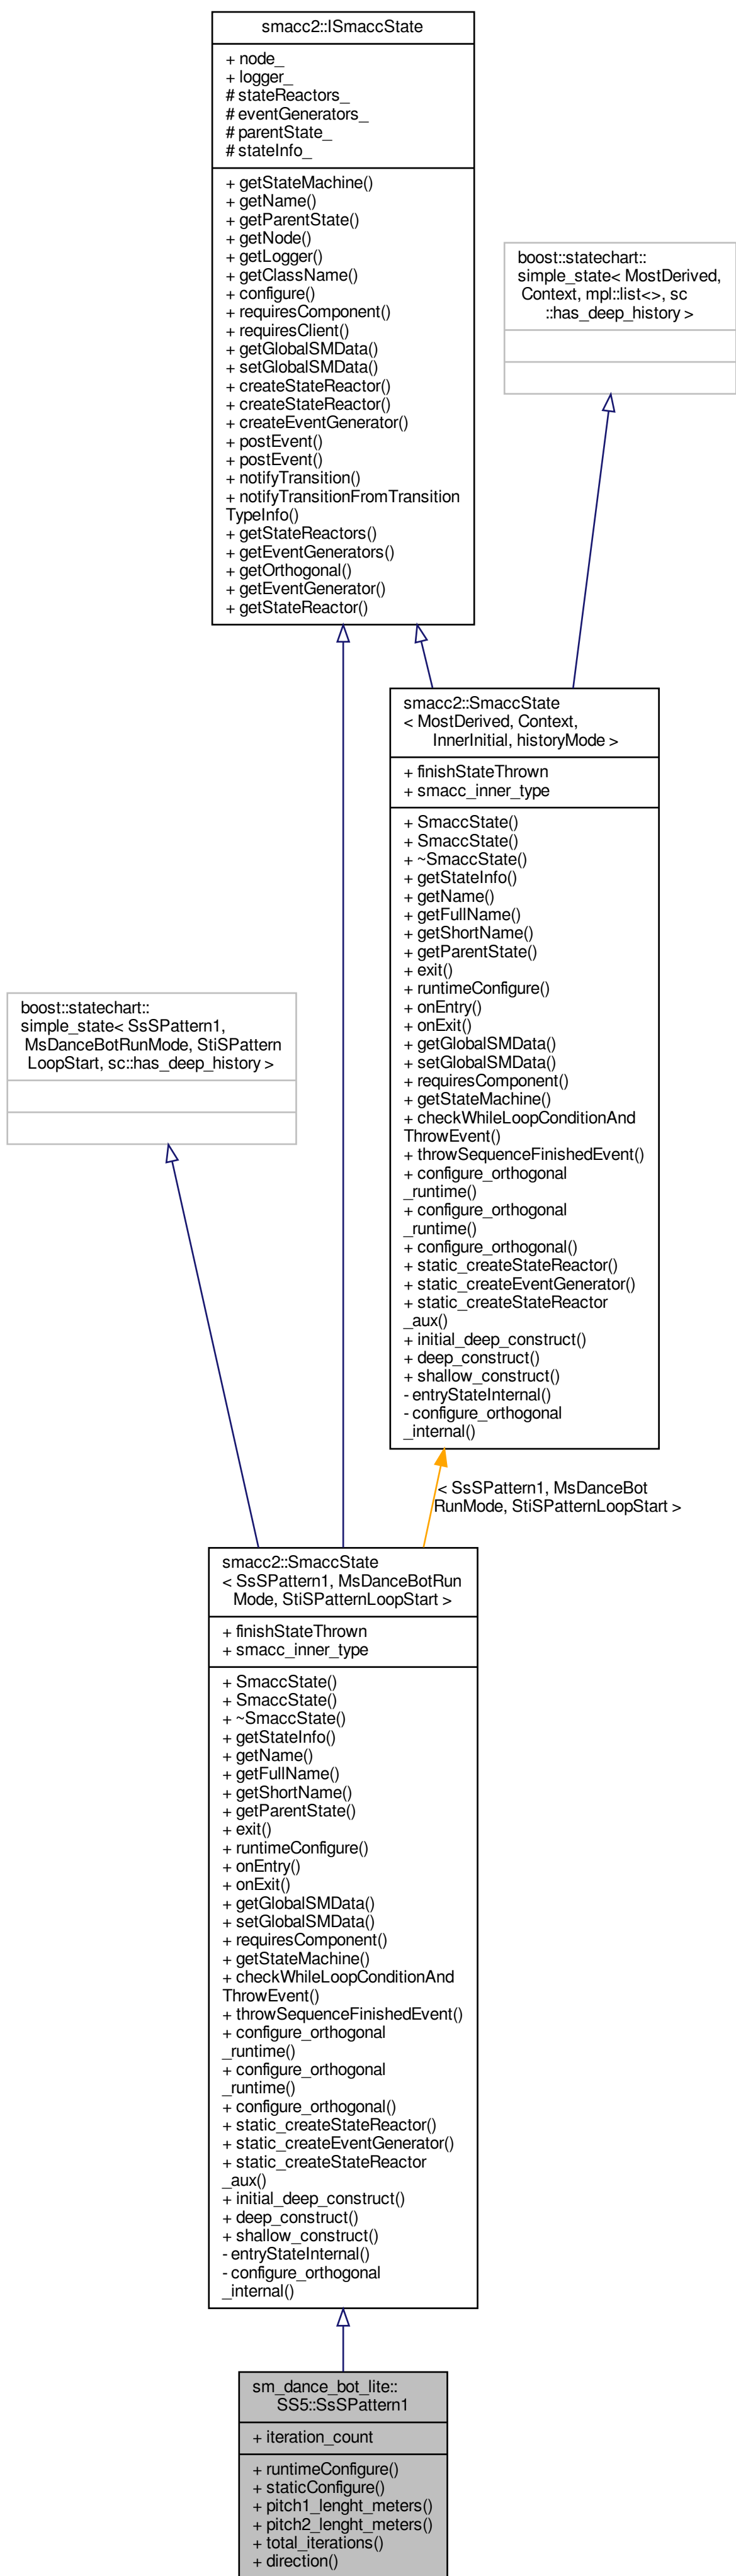 smacc2::ISmaccState
+ node_
+ logger_
# stateReactors_
# eventGenerators_
# parentState_
# stateInfo_
+ getStateMachine()
+ getName()
+ getParentState()
+ getNode()
+ getLogger()
+ getClassName()
+ configure()
+ requiresComponent()
+ requiresClient()
+ getGlobalSMData()
+ setGlobalSMData()
+ createStateReactor()
+ createStateReactor()
+ createEventGenerator()
+ postEvent()
+ postEvent()
+ notifyTransition()
+ notifyTransitionFromTransition
TypeInfo()
+ getStateReactors()
+ getEventGenerators()
+ getOrthogonal()
+ getEventGenerator()
+ getStateReactor()
boost::statechart::
simple_state< MostDerived,
Context, mpl::list<>, sc
::has_deep_history >
smacc2::SmaccState
< MostDerived, Context,
InnerInitial, historyMode >
+ finishStateThrown
+ smacc_inner_type
+ SmaccState()
+ SmaccState()
+ ~SmaccState()
+ getStateInfo()
+ getName()
+ getFullName()
+ getShortName()
+ getParentState()
+ exit()
+ runtimeConfigure()
+ onEntry()
+ onExit()
+ getGlobalSMData()
+ setGlobalSMData()
+ requiresComponent()
+ getStateMachine()
+ checkWhileLoopConditionAnd
ThrowEvent()
+ throwSequenceFinishedEvent()
+ configure_orthogonal
_runtime()
+ configure_orthogonal
_runtime()
+ configure_orthogonal()
+ static_createStateReactor()
+ static_createEventGenerator()
+ static_createStateReactor
_aux()
+ initial_deep_construct()
+ deep_construct()
+ shallow_construct()
- entryStateInternal()
- configure_orthogonal
_internal()
boost::statechart::
simple_state< SsSPattern1,
MsDanceBotRunMode, StiSPattern
LoopStart, sc::has_deep_history >
< SsSPattern1, MsDanceBot
RunMode, StiSPatternLoopStart >
smacc2::SmaccState
< SsSPattern1, MsDanceBotRun
Mode, StiSPatternLoopStart >
+ finishStateThrown
+ smacc_inner_type
+ SmaccState()
+ SmaccState()
+ ~SmaccState()
+ getStateInfo()
+ getName()
+ getFullName()
+ getShortName()
+ getParentState()
+ exit()
+ runtimeConfigure()
+ onEntry()
+ onExit()
+ getGlobalSMData()
+ setGlobalSMData()
+ requiresComponent()
+ getStateMachine()
+ checkWhileLoopConditionAnd
ThrowEvent()
+ throwSequenceFinishedEvent()
+ configure_orthogonal
_runtime()
+ configure_orthogonal
_runtime()
+ configure_orthogonal()
+ static_createStateReactor()
+ static_createEventGenerator()
+ static_createStateReactor
_aux()
+ initial_deep_construct()
+ deep_construct()
+ shallow_construct()
- entryStateInternal()
- configure_orthogonal
_internal()
sm_dance_bot_lite::
SS5::SsSPattern1
+ iteration_count
+ runtimeConfigure()
+ staticConfigure()
+ pitch1_lenght_meters()
+ pitch2_lenght_meters()
+ total_iterations()
+ direction()